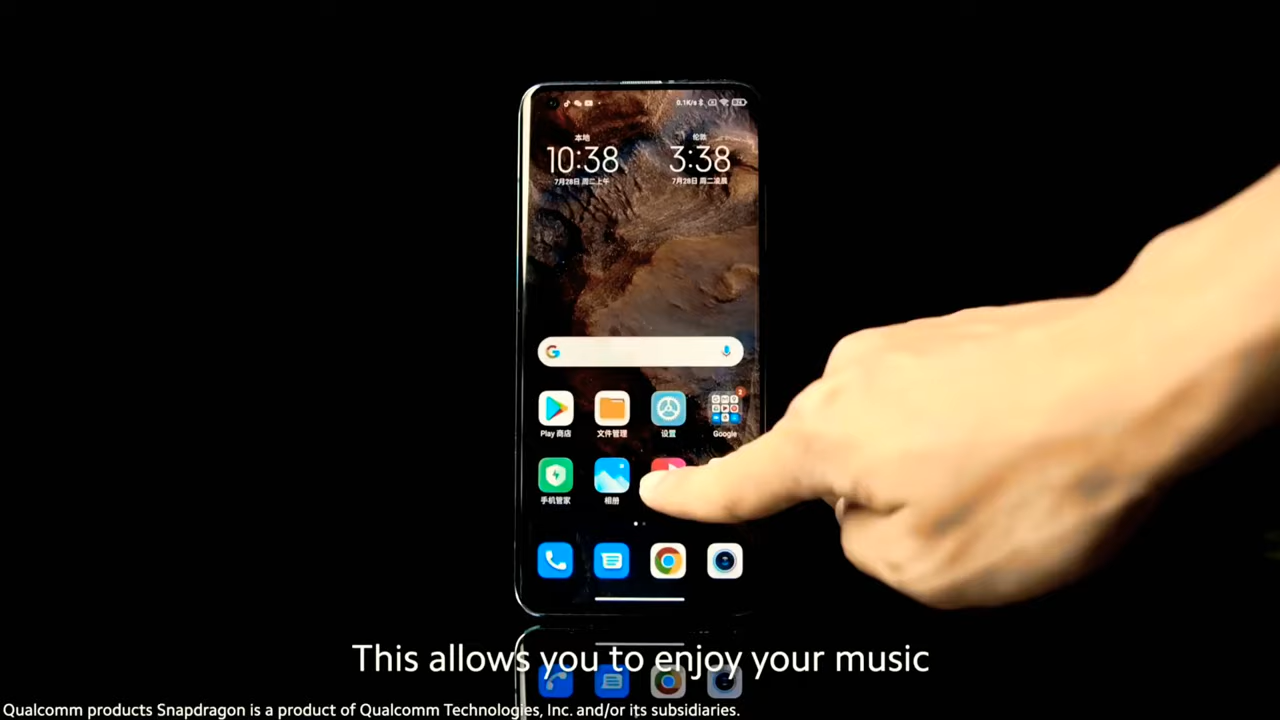 0.1K/s
本地
伦敦
10:38
3:38
7月28日 周二上午
7月28日 周二凌晨
Play 商店
文件管理
设置
Google
手机管家
相册
This allows you to enjoy your music
Qualcomm products Snapdragon is a product of Qualcomm Technologies, Inc. and/or its subsidiaries.